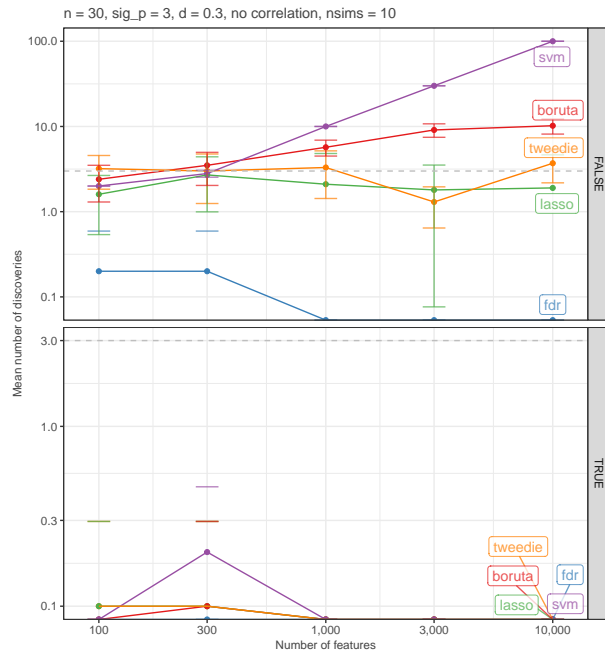 n = 30, sig_p = 3, d = 0.3, no correlation, nsims = 10
100.0
10.0
1.0
0.1
svm
boruta
tweedie
lasso
fdr
FALSE
3.0
1.0
0.3
0.1
tweedie
fdr
boruta
lasso
svm
TRUE
100
300
1,000
3,000
10,000
Number of features
Mean number of discoveries